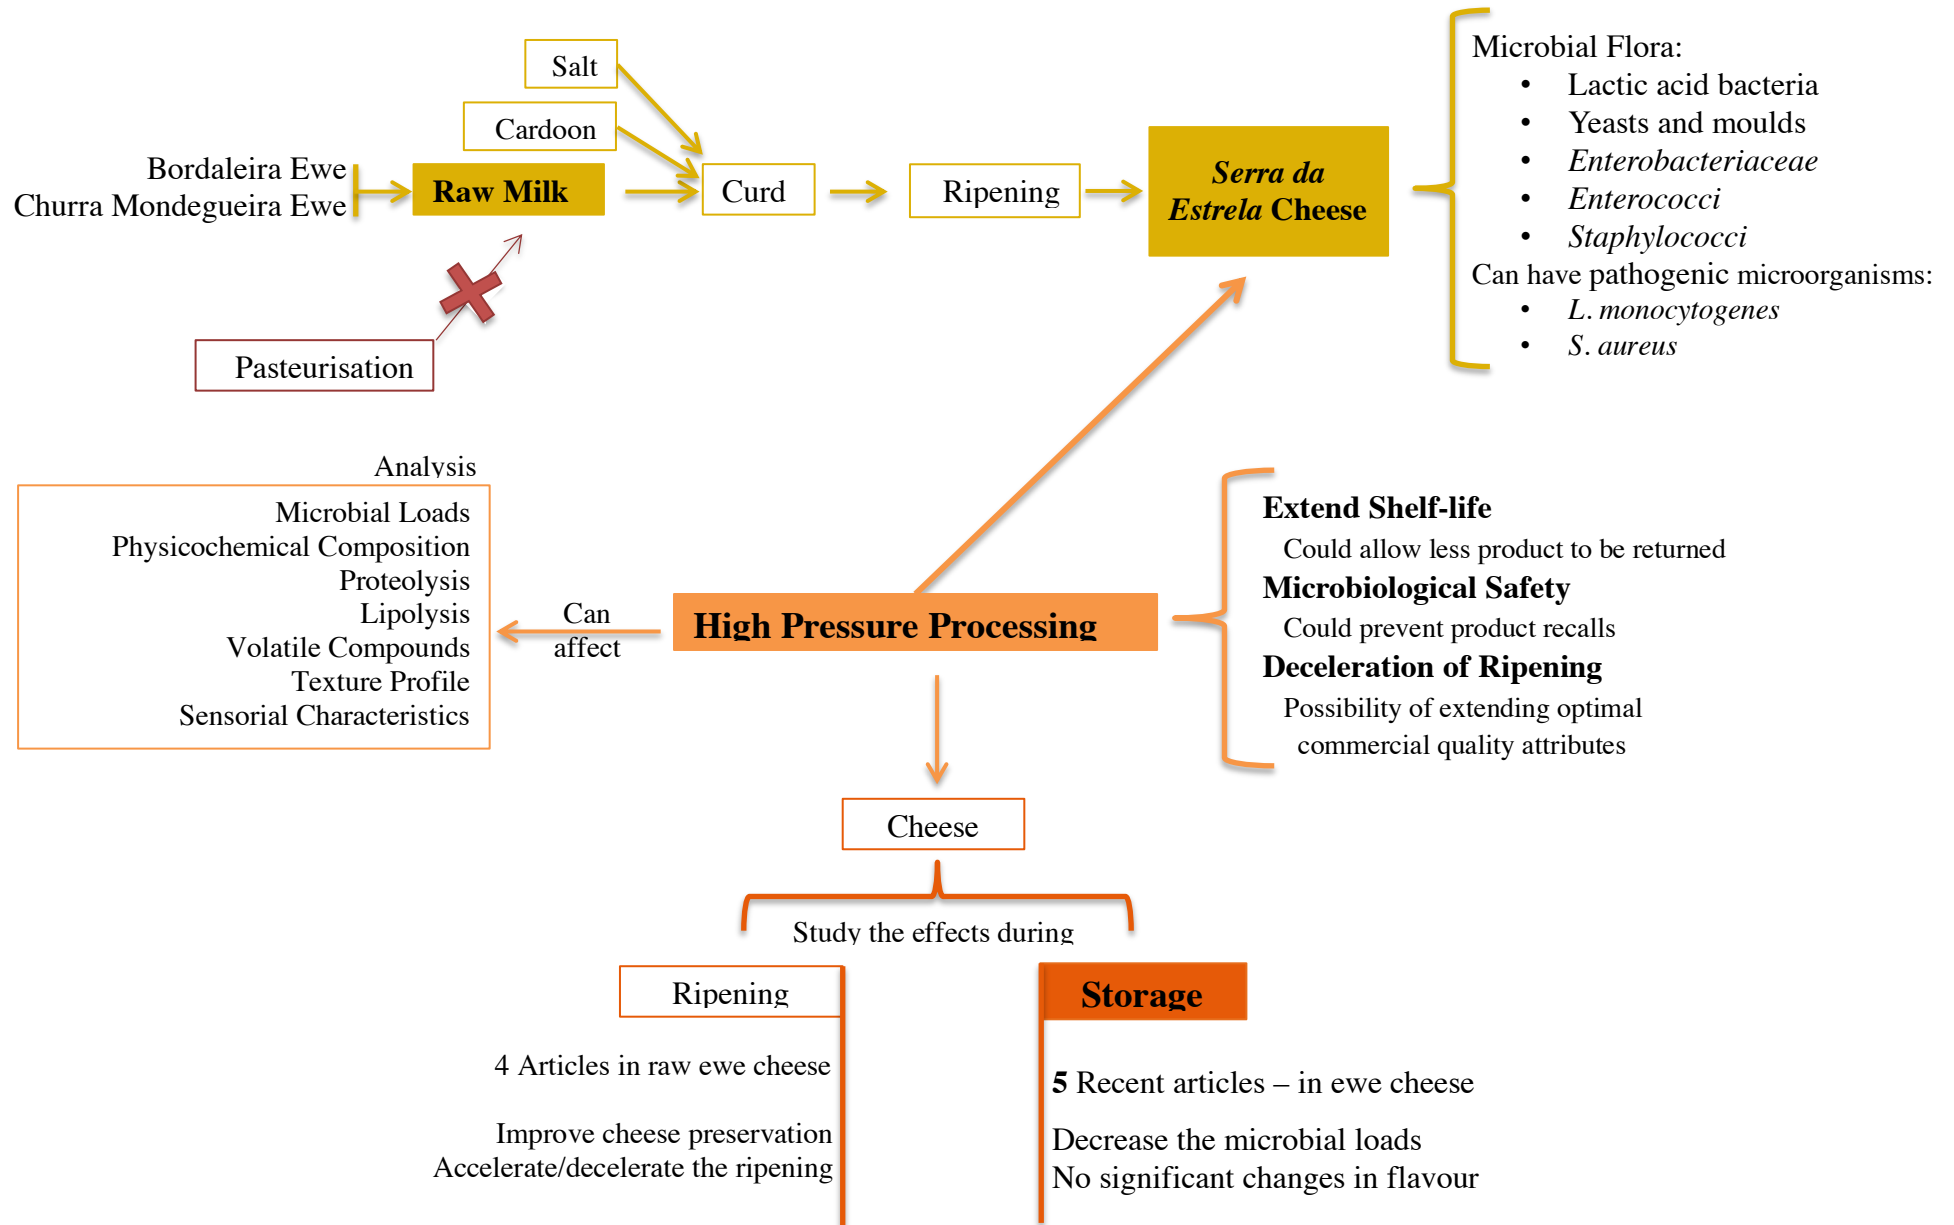 Salt
Cardoon
Bordaleira Ewe
Churra Mondegueira Ewe
Raw Milk
Curd
Ripening
Serra da
Estrela Cheese
Pasteurisation
Microbial Flora:
• Lactic acid bacteria
• Yeasts and moulds
• Enterobacteriaceae
• Enterococci
• Staphylococci
Can have pathogenic microorganisms:
• L. monocytogenes
• S. aureus
Analysis
Microbial Loads
Physicochemical Composition
Proteolysis
Lipolysis
Volatile Compounds
Texture Profile
Sensorial Characteristics
Can
affect
High Pressure Processing
Extend Shelf-life
Could allow less product to be returned
Microbiological Safety
Could prevent product recalls
Deceleration of Ripening
Possibility of extending optimal
commercial quality attributes
Cheese
Study the effects during
Ripening
4 Articles in raw ewe cheese
Improve cheese preservation
Accelerate/decelerate the ripening
Storage
5 Recent articles – in ewe cheese
Decrease the microbial loads
No significant changes in flavour